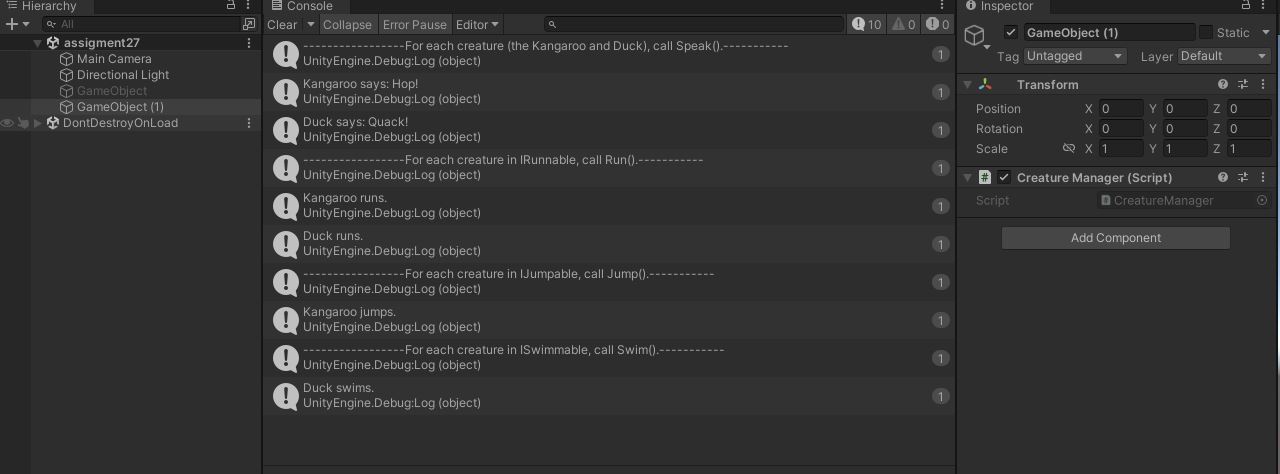 Hierarchy
All
assigment27
Main Camera
Directional Light
GameObject
GameObject (1)
DontDestroyOnLoad
Console
Clear Collapse Error Pause Editor 10 0 0
-----------------For each creature (the Kangaroo and Duck), call Speak().-----------
UnityEngine.Debug:Log (object)
1
Kangaroo says: Hop!
UnityEngine.Debug:Log (object)
1
Duck says: Quack!
UnityEngine.Debug:Log (object)
1
-----------------For each creature in IRunnable, call Run().-----------
UnityEngine.Debug:Log (object)
1
Kangaroo runs.
UnityEngine.Debug:Log (object)
1
Duck runs.
UnityEngine.Debug:Log (object)
1
-----------------For each creature in IJumpable, call Jump().-----------
UnityEngine.Debug:Log (object)
1
Kangaroo jumps.
UnityEngine.Debug:Log (object)
1
-----------------For each creature in ISwimmable, call Swim().-----------
UnityEngine.Debug:Log (object)
1
Duck swims.
UnityEngine.Debug:Log (object)
1
Inspector
GameObject (1) Static
Tag Untagged Layer Default
Transform
Position X 0 Y 0 Z 0
Rotation X 0 Y 0 Z 0
Scale X 1 Y 1 Z 1
# Creature Manager (Script)
Script CreatureManager
Add Component